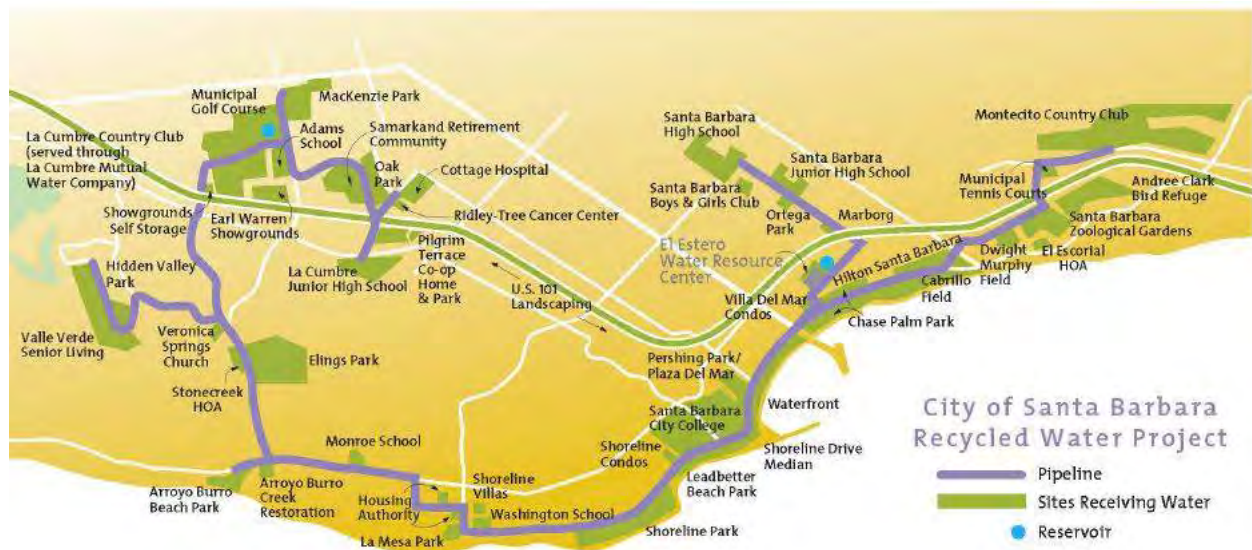 Municipal
Golf Course
MacKenzie Park
La Cumbre Country Club
(served through
La Cumbre Mutual
Water Company)
Adams
School
Samarkand Retirement
Community
Oak
Park
Cottage Hospital
Ridley-Tree Cancer Center
Showgrounds
Self Storage
Earl Warren
Showgrounds
Hidden Valley
Park
La Cumbre
Junior High School
Pilgrim
Terrace
Co-op
Home
& Park
U.S. 101
Landscaping
Valle Verde
Senior Living
Veronica
Springs
Church
Stonecreek
HOA
Elings Park
Santa Barbara
High School
Santa Barbara
Junior High School
Santa Barbara
Boys & Girls Club
Ortega
Park
Marborg
El Estero
Water Resource
Center
Hilton Santa Barbara
Villa Del Mar
Condos
Chase Palm Park
Cabrillo
Field
Dwight
Murphy
Field
El Escorial
HOA
Montecito Country Club
Municipal
Tennis Courts
Andree Clark
Bird Refuge
Santa Barbara
Zoological Gardens
Pershing Park/
Plaza Del Mar
Santa Barbara
City College
Waterfront
Shoreline
Condos
Shoreline Drive
Median
Leadbetter
Beach Park
Monroe School
Arroyo Burro
Beach Park
Arroyo Burro
Creek
Restoration
Housing
Authority
Shoreline
Villas
Washington School
La Mesa Park
Shoreline Park
City of Santa Barbara
Recycled Water Project
Pipeline
Sites Receiving Water
Reservoir